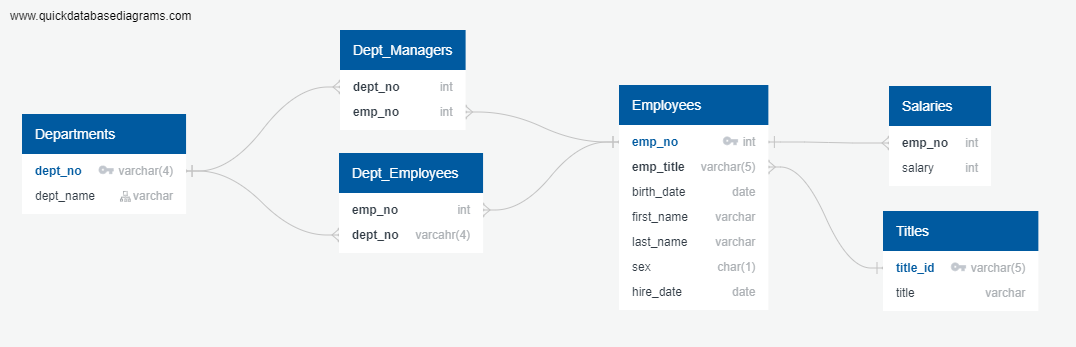 www.quickdatabasediagrams.com
Departments
dept_no varchar(4)
dept_name varchar
Dept_Managers
dept_no int
emp_no int
Dept_Employees
emp_no int
dept_no varcahr(4)
Employees
emp_no int
emp_title varchar(5)
birth_date date
first_name varchar
last_name varchar
sex char(1)
hire_date date
Salaries
emp_no int
salary int
Titles
title_id varchar(5)
title varchar